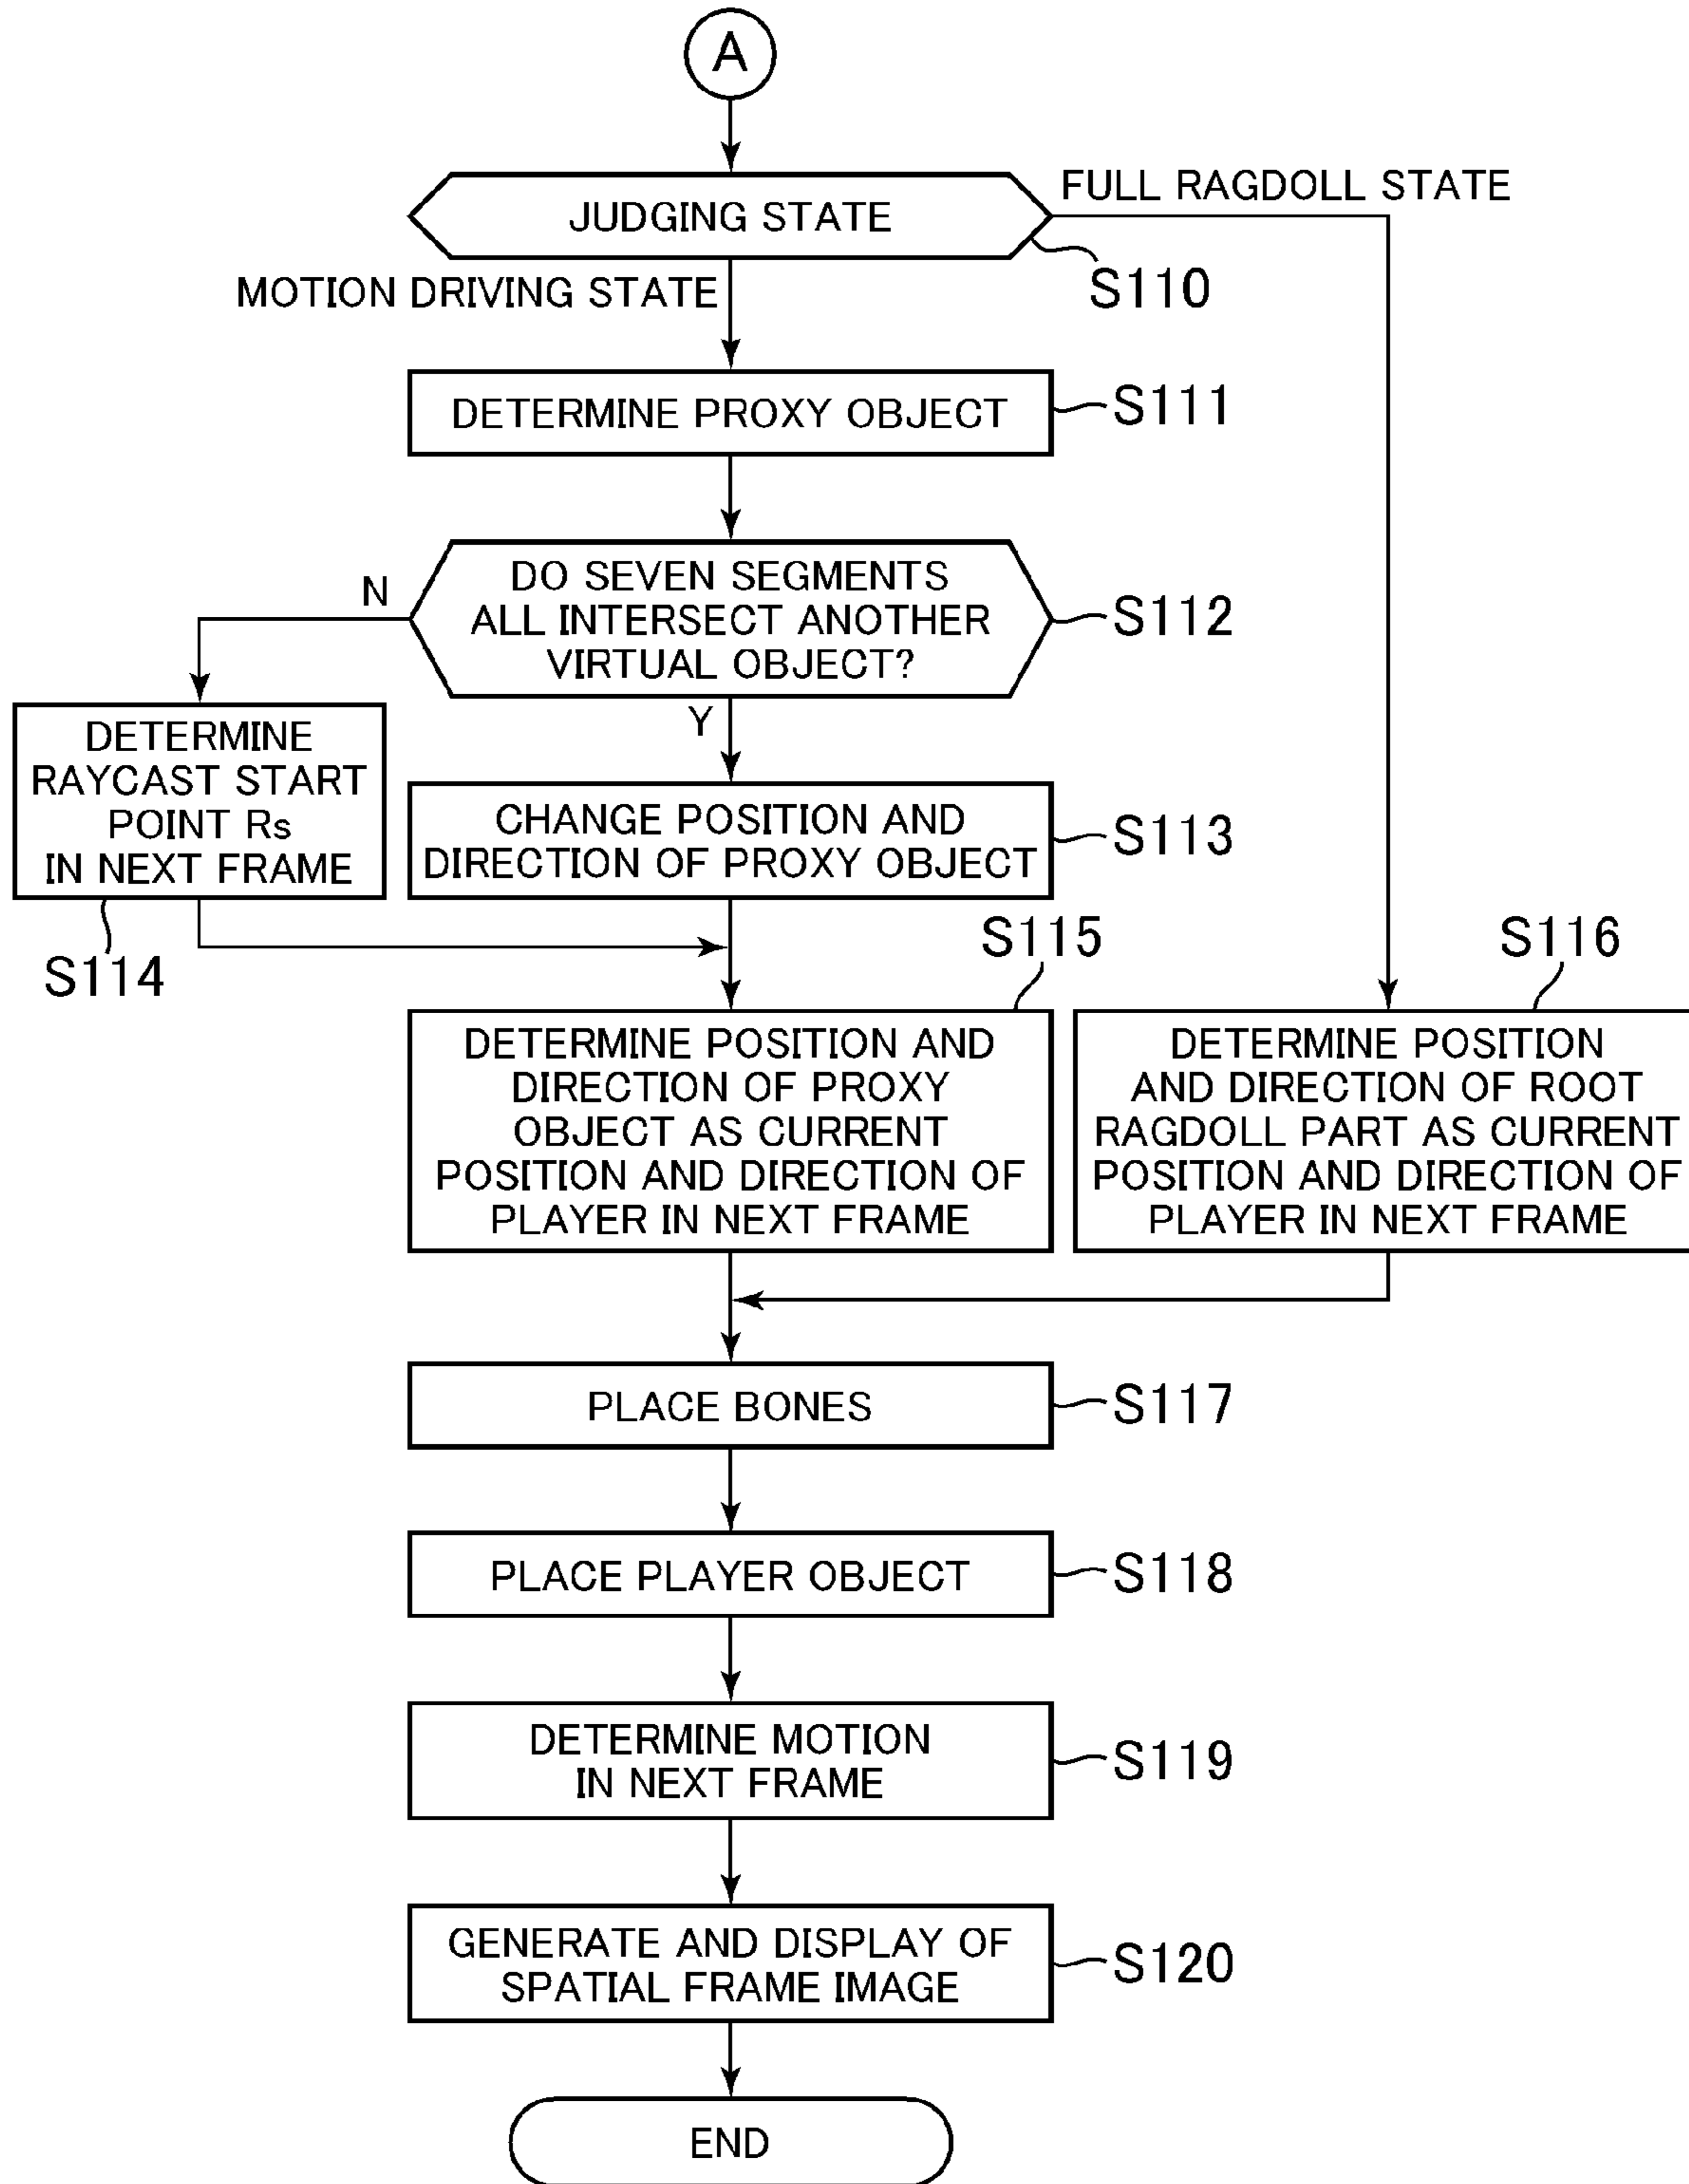 A
FULL RAGDOLL STATE
JUDGING STATE
S110
MOTION DRIVING STATE
DETERMINE PROXY OBJECT
S111
N
DO SEVEN SEGMENTS
ALL INTERSECT ANOTHER
VIRTUAL OBJECT?
S112
Y
DETERMINE
RAYCAST START
POINT Rs
IN NEXT FRAME
S114
CHANGE POSITION AND
DIRECTION OF PROXY OBJECT
S113
S115
S116
DETERMINE POSITION AND
DIRECTION OF PROXY
OBJECT AS CURRENT
POSITION AND DIRECTION OF
PLAYER IN NEXT FRAME
DETERMINE POSITION
AND DIRECTION OF ROOT
RAGDOLL PART AS CURRENT
POSITION AND DIRECTION OF
PLAYER IN NEXT FRAME
PLACE BONES
S117
PLACE PLAYER OBJECT
S118
DETERMINE MOTION
IN NEXT FRAME
S119
GENERATE AND DISPLAY OF
SPATIAL FRAME IMAGE
S120
END